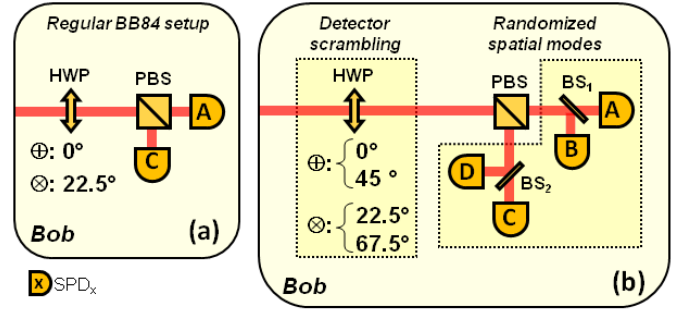 Regular BB84 setup
HWP
PBS
A
C
⊕: 0°
⊗: 22.5°
Bob
(a)
X SPDx
Detector
scrambling
Randomized
spatial modes
HWP
PBS
BS1
A
B
D
BS2
C
⊕: { 0°
45 °
⊗: { 22.5°
67.5°
Bob
(b)